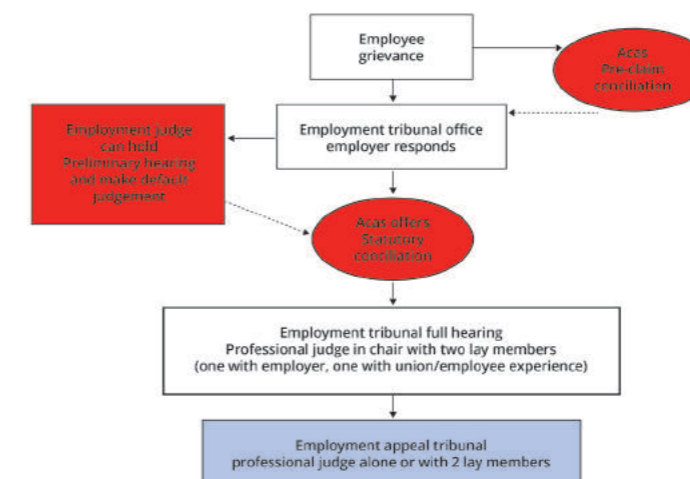 Employee
grievance
Acas
Pre-claim
conciliation
Employment judge
can hold
Preliminary hearing
and make default
judgement
Employment tribunal office
employer responds
Acas offers
Statutory
conciliation
Employment tribunal full hearing
Professional judge in chair with two lay members
(one with employer, one with union/employee experience)
Employment appeal tribunal
professional judge alone or with 2 lay members